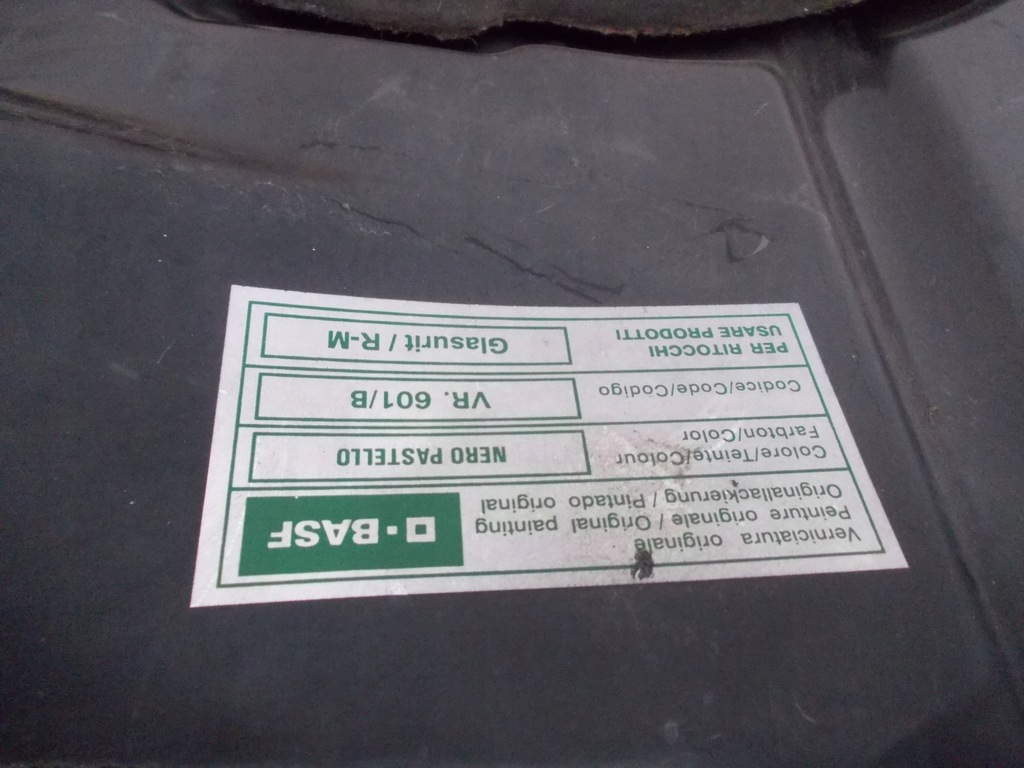 Verniciatura originale
Peinture originale / Original painting
Originallackierung / Pintado original
BASF
Colore/Teinte/Colour
Farbton/Color
NERO PASTELLO
Codice/Code/Código
VR. 601/B
PER RITOCCHI
USARE PRODOTTI
Glasurit / R-M